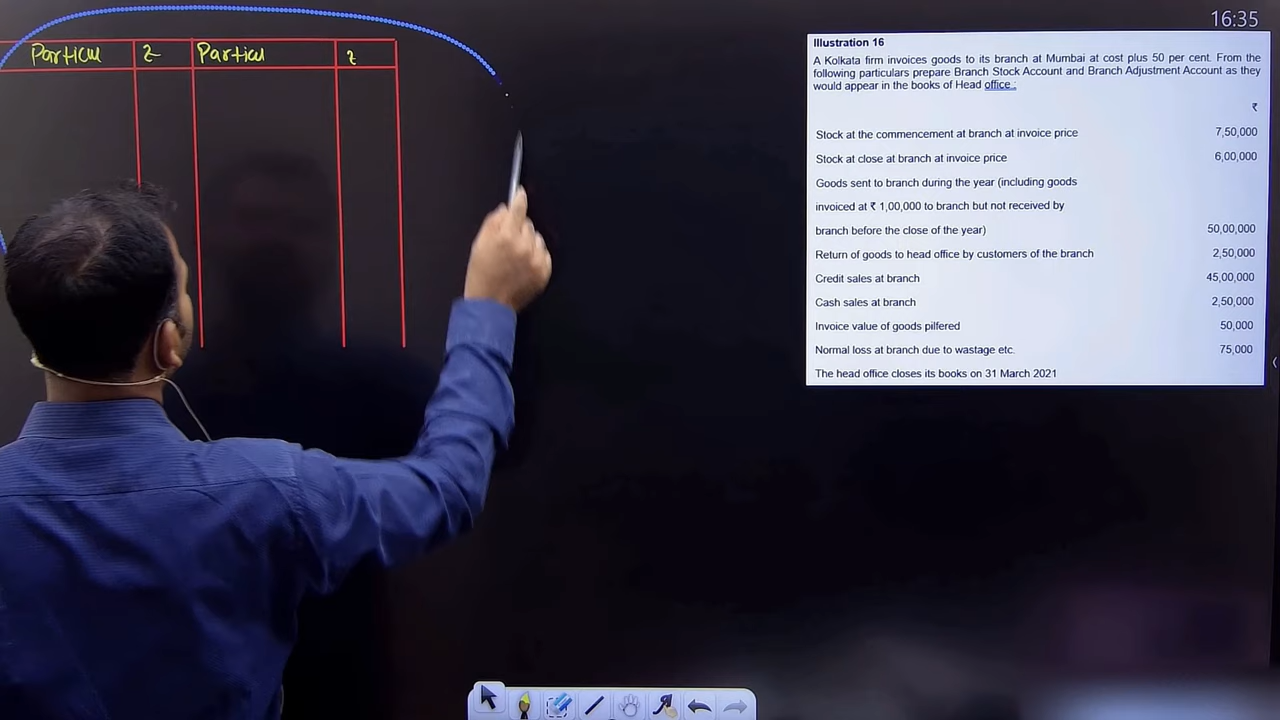 16:35
Particu ₹ Particu ₹
Illustration 16
A Kolkata firm invoices goods to its branch at Mumbai at cost plus 50 per cent. From the
following particulars prepare Branch Stock Account and Branch Adjustment Account as they
would appear in the books of Head office :
₹
Stock at the commencement at branch at invoice price 7,50,000
Stock at close at branch at invoice price 6,00,000
Goods sent to branch during the year (including goods
invoiced at ₹ 1,00,000 to branch but not received by
branch before the close of the year) 50,00,000
Return of goods to head office by customers of the branch 2,50,000
Credit sales at branch 45,00,000
Cash sales at branch 2,50,000
Invoice value of goods pilfered 50,000
Normal loss at branch due to wastage etc. 75,000
The head office closes its books on 31 March 2021